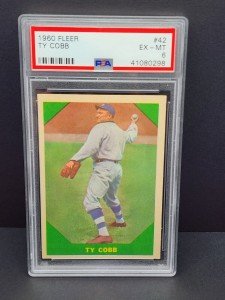 1960 FLEER #42
TY COBB EX - MT
6
PSA 41080298
TY COBB